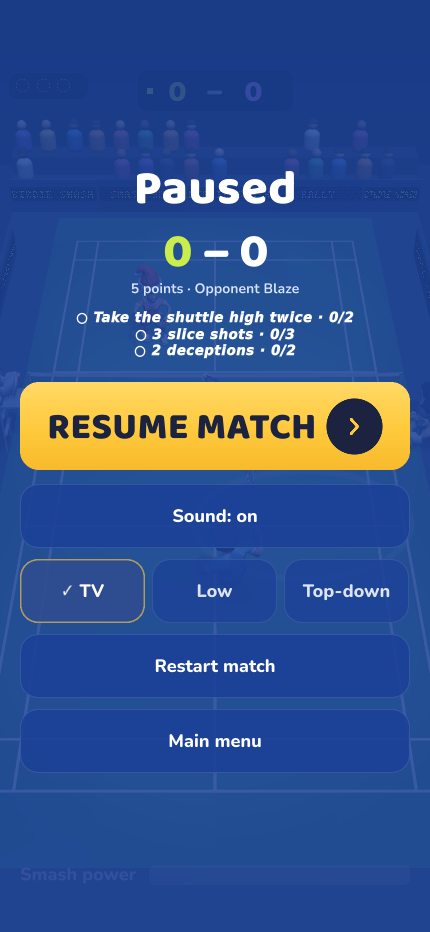 0 – 0
Paused
0 – 0
5 points · Opponent Blaze
○ Take the shuttle high twice · 0/2
○ 3 slice shots · 0/3
○ 2 deceptions · 0/2
RESUME MATCH
Sound: on
✓ TV
Low
Top-down
Restart match
Main menu
Smash power